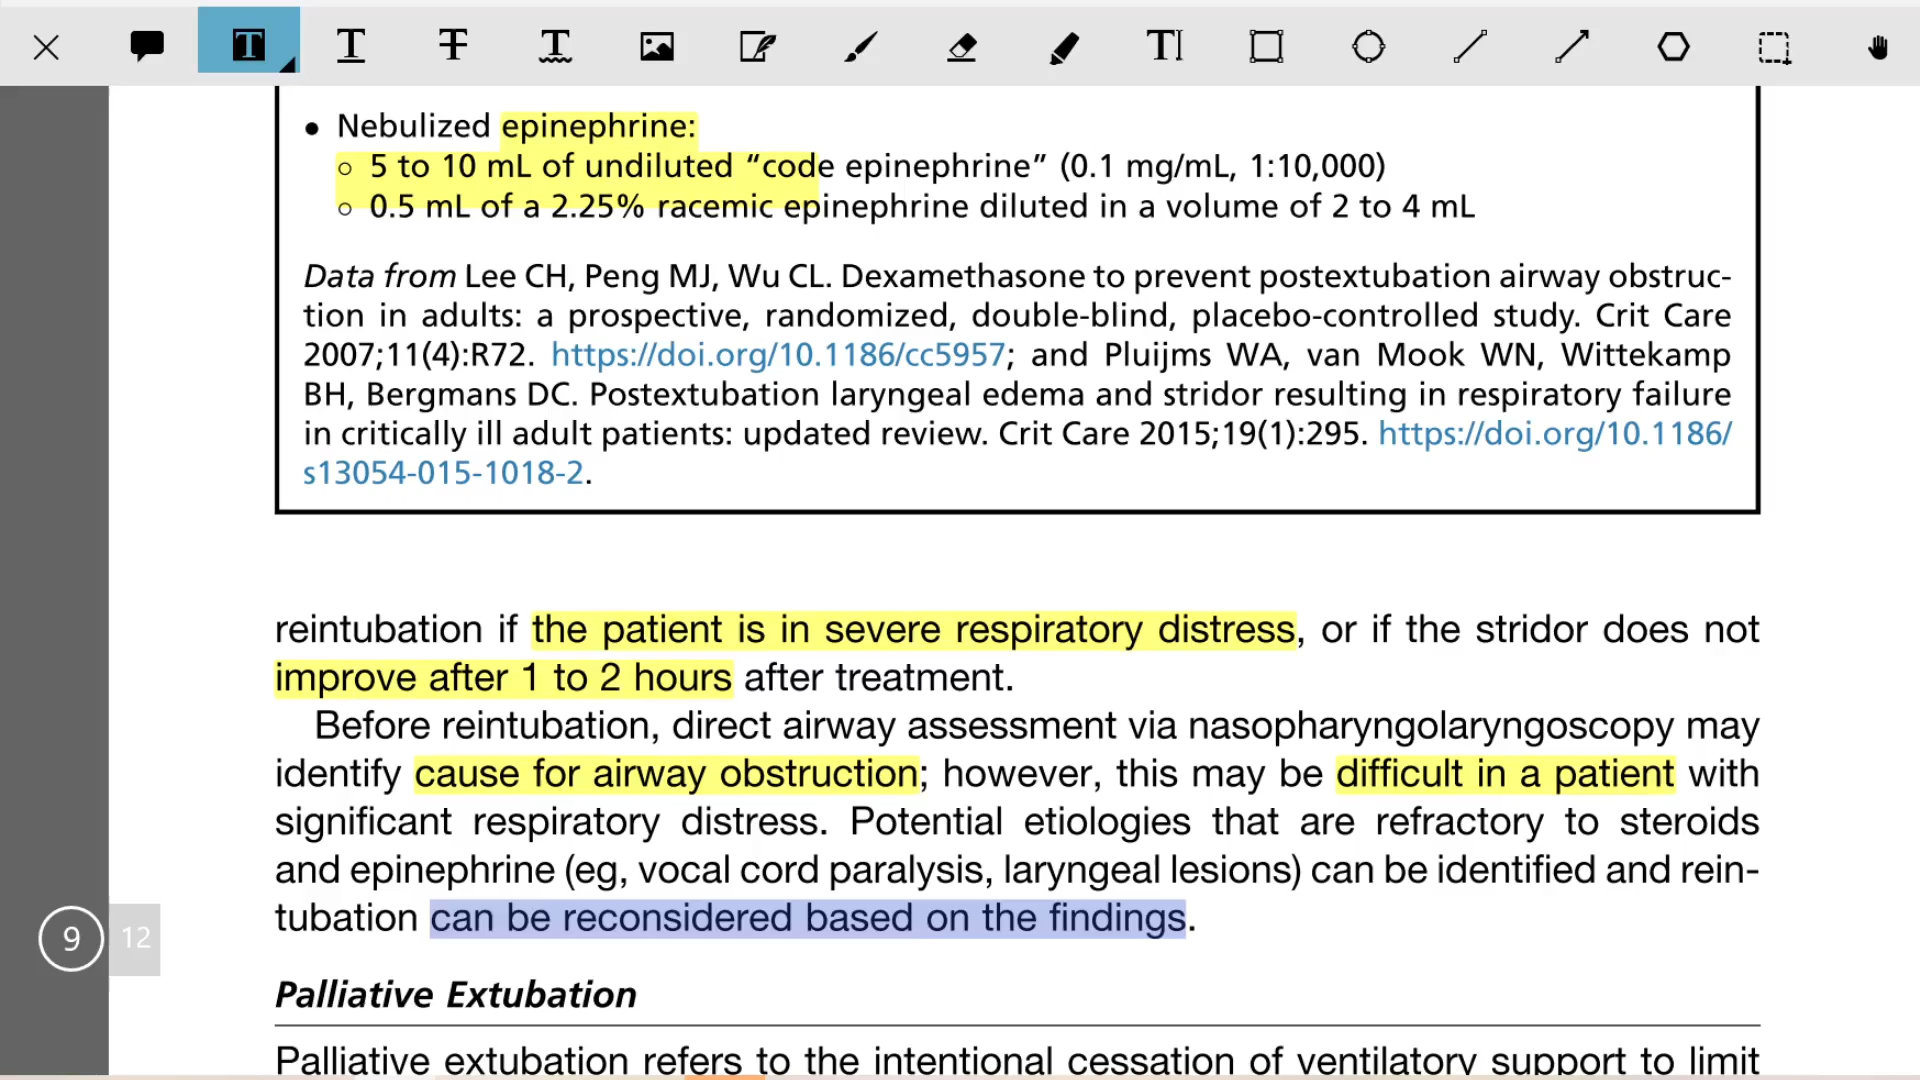 • Nebulized epinephrine:
○ 5 to 10 mL of undiluted “code epinephrine” (0.1 mg/mL, 1:10,000)
○ 0.5 mL of a 2.25% racemic epinephrine diluted in a volume of 2 to 4 mL
Data from Lee CH, Peng MJ, Wu CL. Dexamethasone to prevent postextubation airway obstruc-
tion in adults: a prospective, randomized, double-blind, placebo-controlled study. Crit Care
2007;11(4):R72. https://doi.org/10.1186/cc5957; and Pluijms WA, van Mook WN, Wittekamp
BH, Bergmans DC. Postextubation laryngeal edema and stridor resulting in respiratory failure
in critically ill adult patients: updated review. Crit Care 2015;19(1):295. https://doi.org/10.1186/
s13054-015-1018-2.
reintubation if the patient is in severe respiratory distress, or if the stridor does not
improve after 1 to 2 hours after treatment.
Before reintubation, direct airway assessment via nasopharyngolaryngoscopy may
identify cause for airway obstruction; however, this may be difficult in a patient with
significant respiratory distress. Potential etiologies that are refractory to steroids
and epinephrine (eg, vocal cord paralysis, laryngeal lesions) can be identified and rein-
tubation can be reconsidered based on the findings.
9 12
Palliative Extubation
Palliative extubation refers to the intentional cessation of ventilatory support to limit